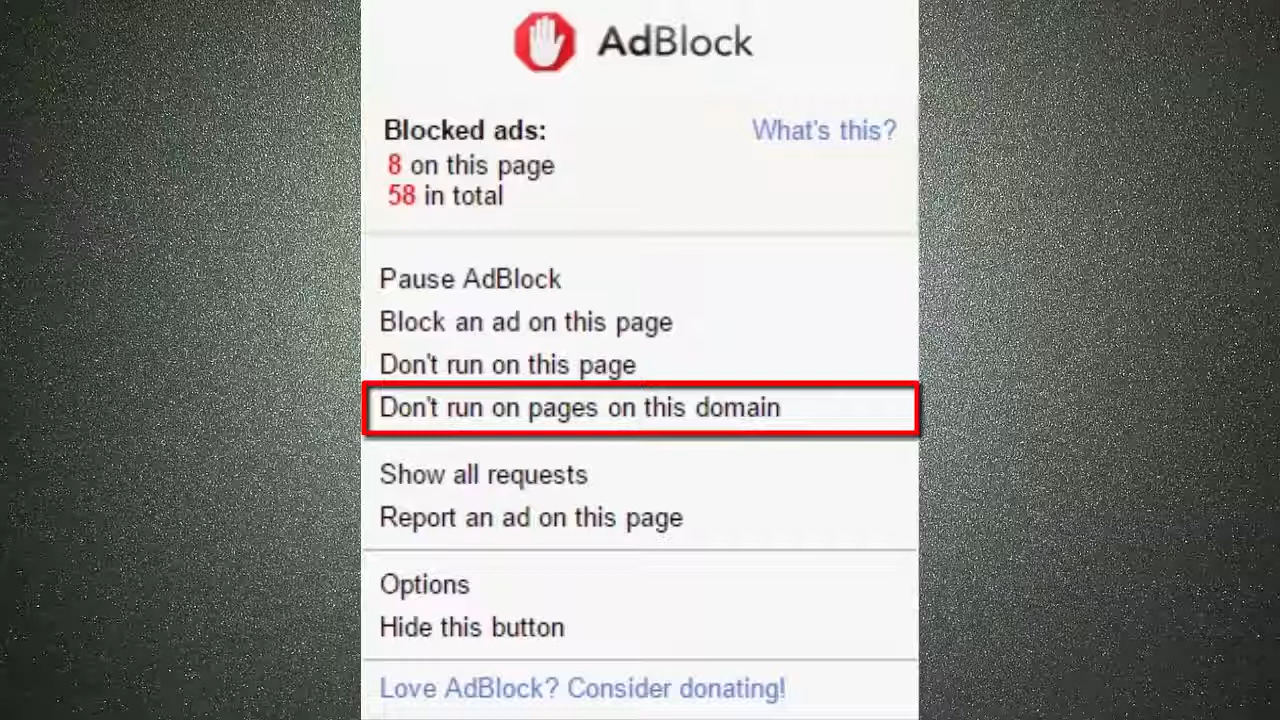 AdBlock
Blocked ads:
What's this?
8 on this page
58 in total
Pause AdBlock
Block an ad on this page
Don't run on this page
Don't run on pages on this domain
Show all requests
Report an ad on this page
Options
Hide this button
Love AdBlock? Consider donating!